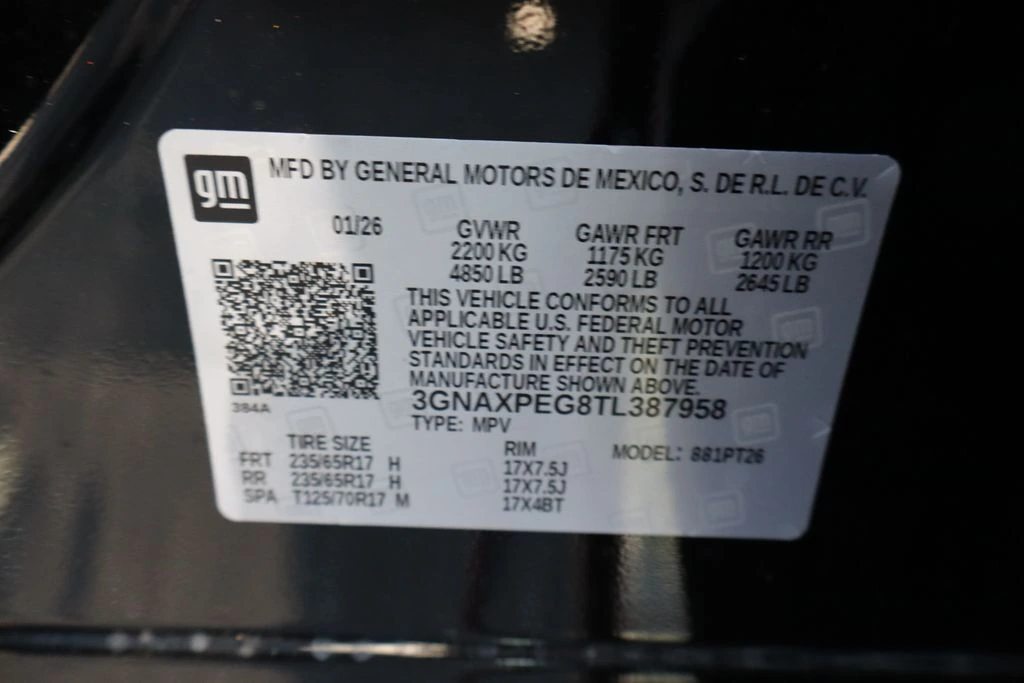 gm
MFD BY GENERAL MOTORS DE MEXICO, S. DE R.L. DE C.V.
01/26 GVWR GAWR FRT GAWR RR
2200 KG 1175 KG 1200 KG
4850 LB 2590 LB 2645 LB
THIS VEHICLE CONFORMS TO ALL
APPLICABLE U.S. FEDERAL MOTOR
VEHICLE SAFETY AND THEFT PREVENTION
STANDARDS IN EFFECT ON THE DATE OF
MANUFACTURE SHOWN ABOVE.
384A
3GNAXPEG8TL387958
TYPE: MPV
TIRE SIZE RIM MODEL: 881PT26
FRT 235/65R17 H 17X7.5J
RR 235/65R17 H 17X7.5J
SPA T125/70R17 M 17X4BT